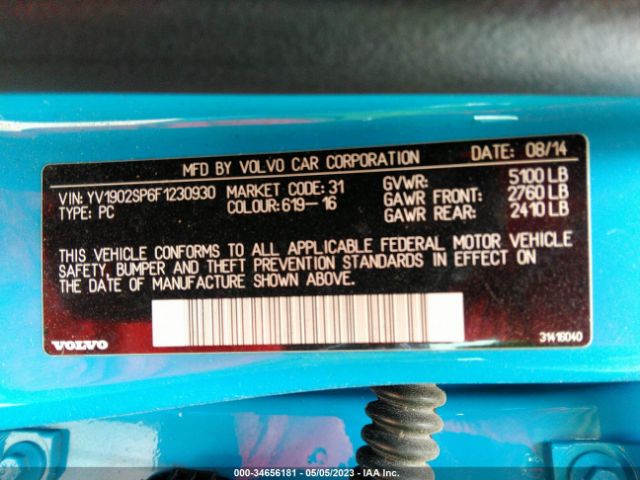 MFD BY VOLVO CAR CORPORATION DATE: 08/14
VIN: YV1902SP6F1230930 MARKET CODE: 31 GVWR: 5100 LB
TYPE: PC COLOUR: 619-16 GAWR FRONT: 2760 LB
GAWR REAR: 2410 LB
THIS VEHICLE CONFORMS TO ALL APPLICABLE FEDERAL MOTOR VEHICLE
SAFETY, BUMPER AND THEFT PREVENTION STANDARDS IN EFFECT ON
THE DATE OF MANUFACTURE SHOWN ABOVE.
VOLVO 31416040
000-34656181 - 05/05/2023 - IAA Inc.